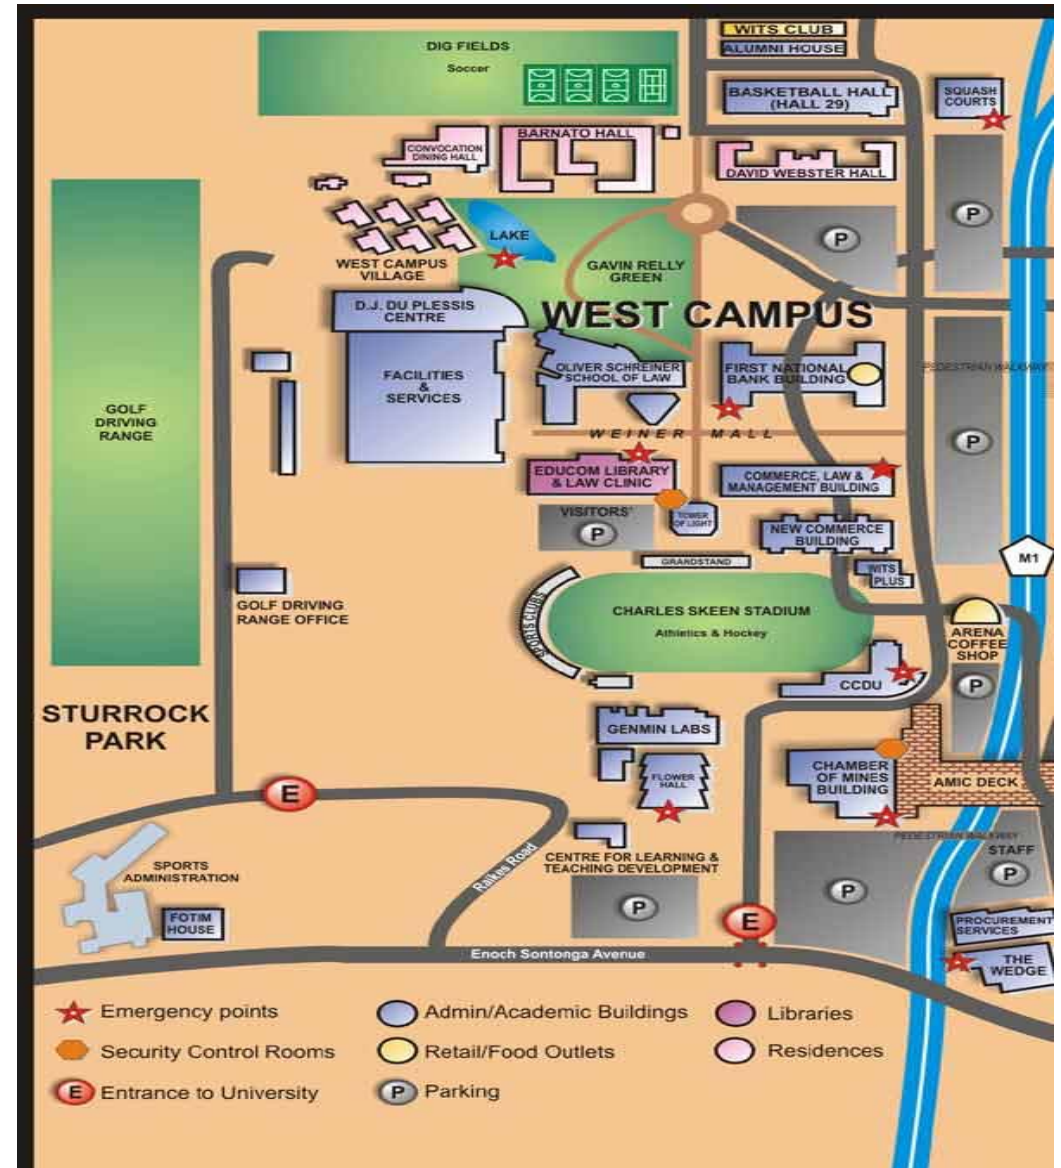 WITS CLUB
ALUMNI HOUSE
DIG FIELDS
Soccer
BASKETBALL HALL
(HALL 29)
SQUASH
COURTS
CONVOCATION
DINING HALL
BARNATO HALL
DAVID WEBSTER HALL
P
P
LAKE
WEST CAMPUS
VILLAGE
GAVIN RELLY
GREEN
WEST CAMPUS
D.J. DU PLESSIS
CENTRE
FACILITIES
&
SERVICES
OLIVER SCHREINER
SCHOOL OF LAW
FIRST NATIONAL
BANK BUILDING
PEDESTRIAN WALKWAY
GOLF
DRIVING
RANGE
WEINER MALL
P
EDUCOM LIBRARY
& LAW CLINIC
COMMERCE, LAW &
MANAGEMENT BUILDING
VISITORS'
P
TOWER
OF LIGHT
NEW COMMERCE
BUILDING
GRANDSTAND
WITS
PLUS
M1
GOLF DRIVING
RANGE OFFICE
SPORTS CLUBS
CHARLES SKEEN STADIUM
Athletics & Hockey
ARENA
COFFEE
SHOP
P
CCDU
STURROCK
PARK
GENMIN LABS
FLOWER
HALL
CHAMBER
OF MINES
BUILDING
AMIC DECK
E
PEDESTRIAN WALKWAY
STAFF
P
SPORTS
ADMINISTRATION
Raikes Road
CENTRE FOR LEARNING &
TEACHING DEVELOPMENT
P
P
E
FOTIM
HOUSE
PROCUREMENT
SERVICES
THE
WEDGE
Enoch Sontonga Avenue
Emergency points
Admin/Academic Buildings
Libraries
Security Control Rooms
Retail/Food Outlets
Residences
E Entrance to University
P Parking